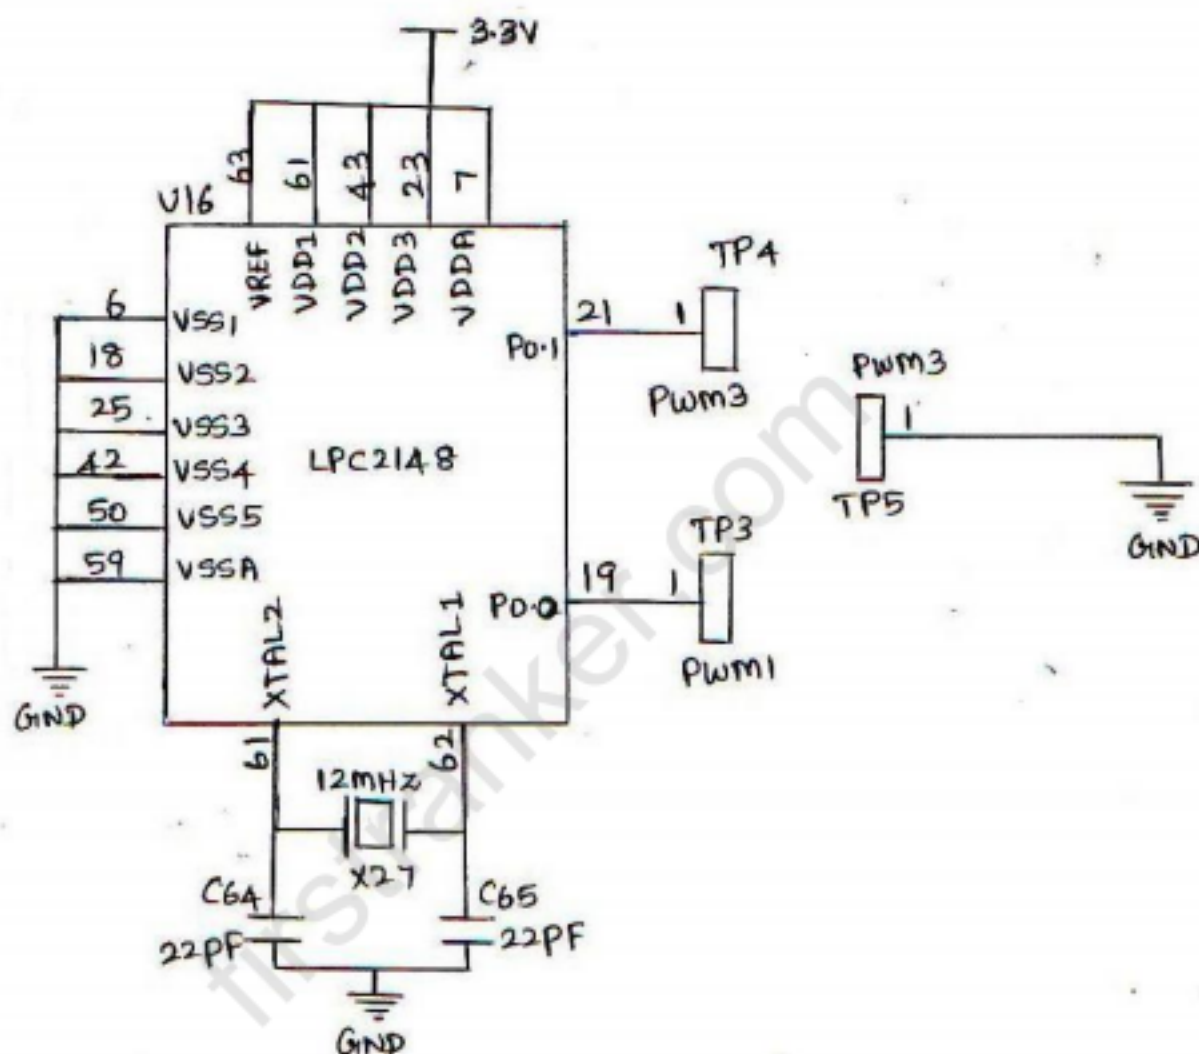 3.3V
63
61
43
23
7
U16
VREF
VDD1
VDD2
VDD3
VDDA
TP4
6
VSS1
21
1
P0.1
18
VSS2
PWM3
PWM3
25
VSS3
1
42
VSS4
LPC2148
TP5
50
VSS5
TP3
GND
59
VSSA
19
1
P0.0
XTAL2
XTAL1
PWM1
GND
61
62
12MHZ
X27
C64
C65
22PF
22PF
GND
firstranker.com